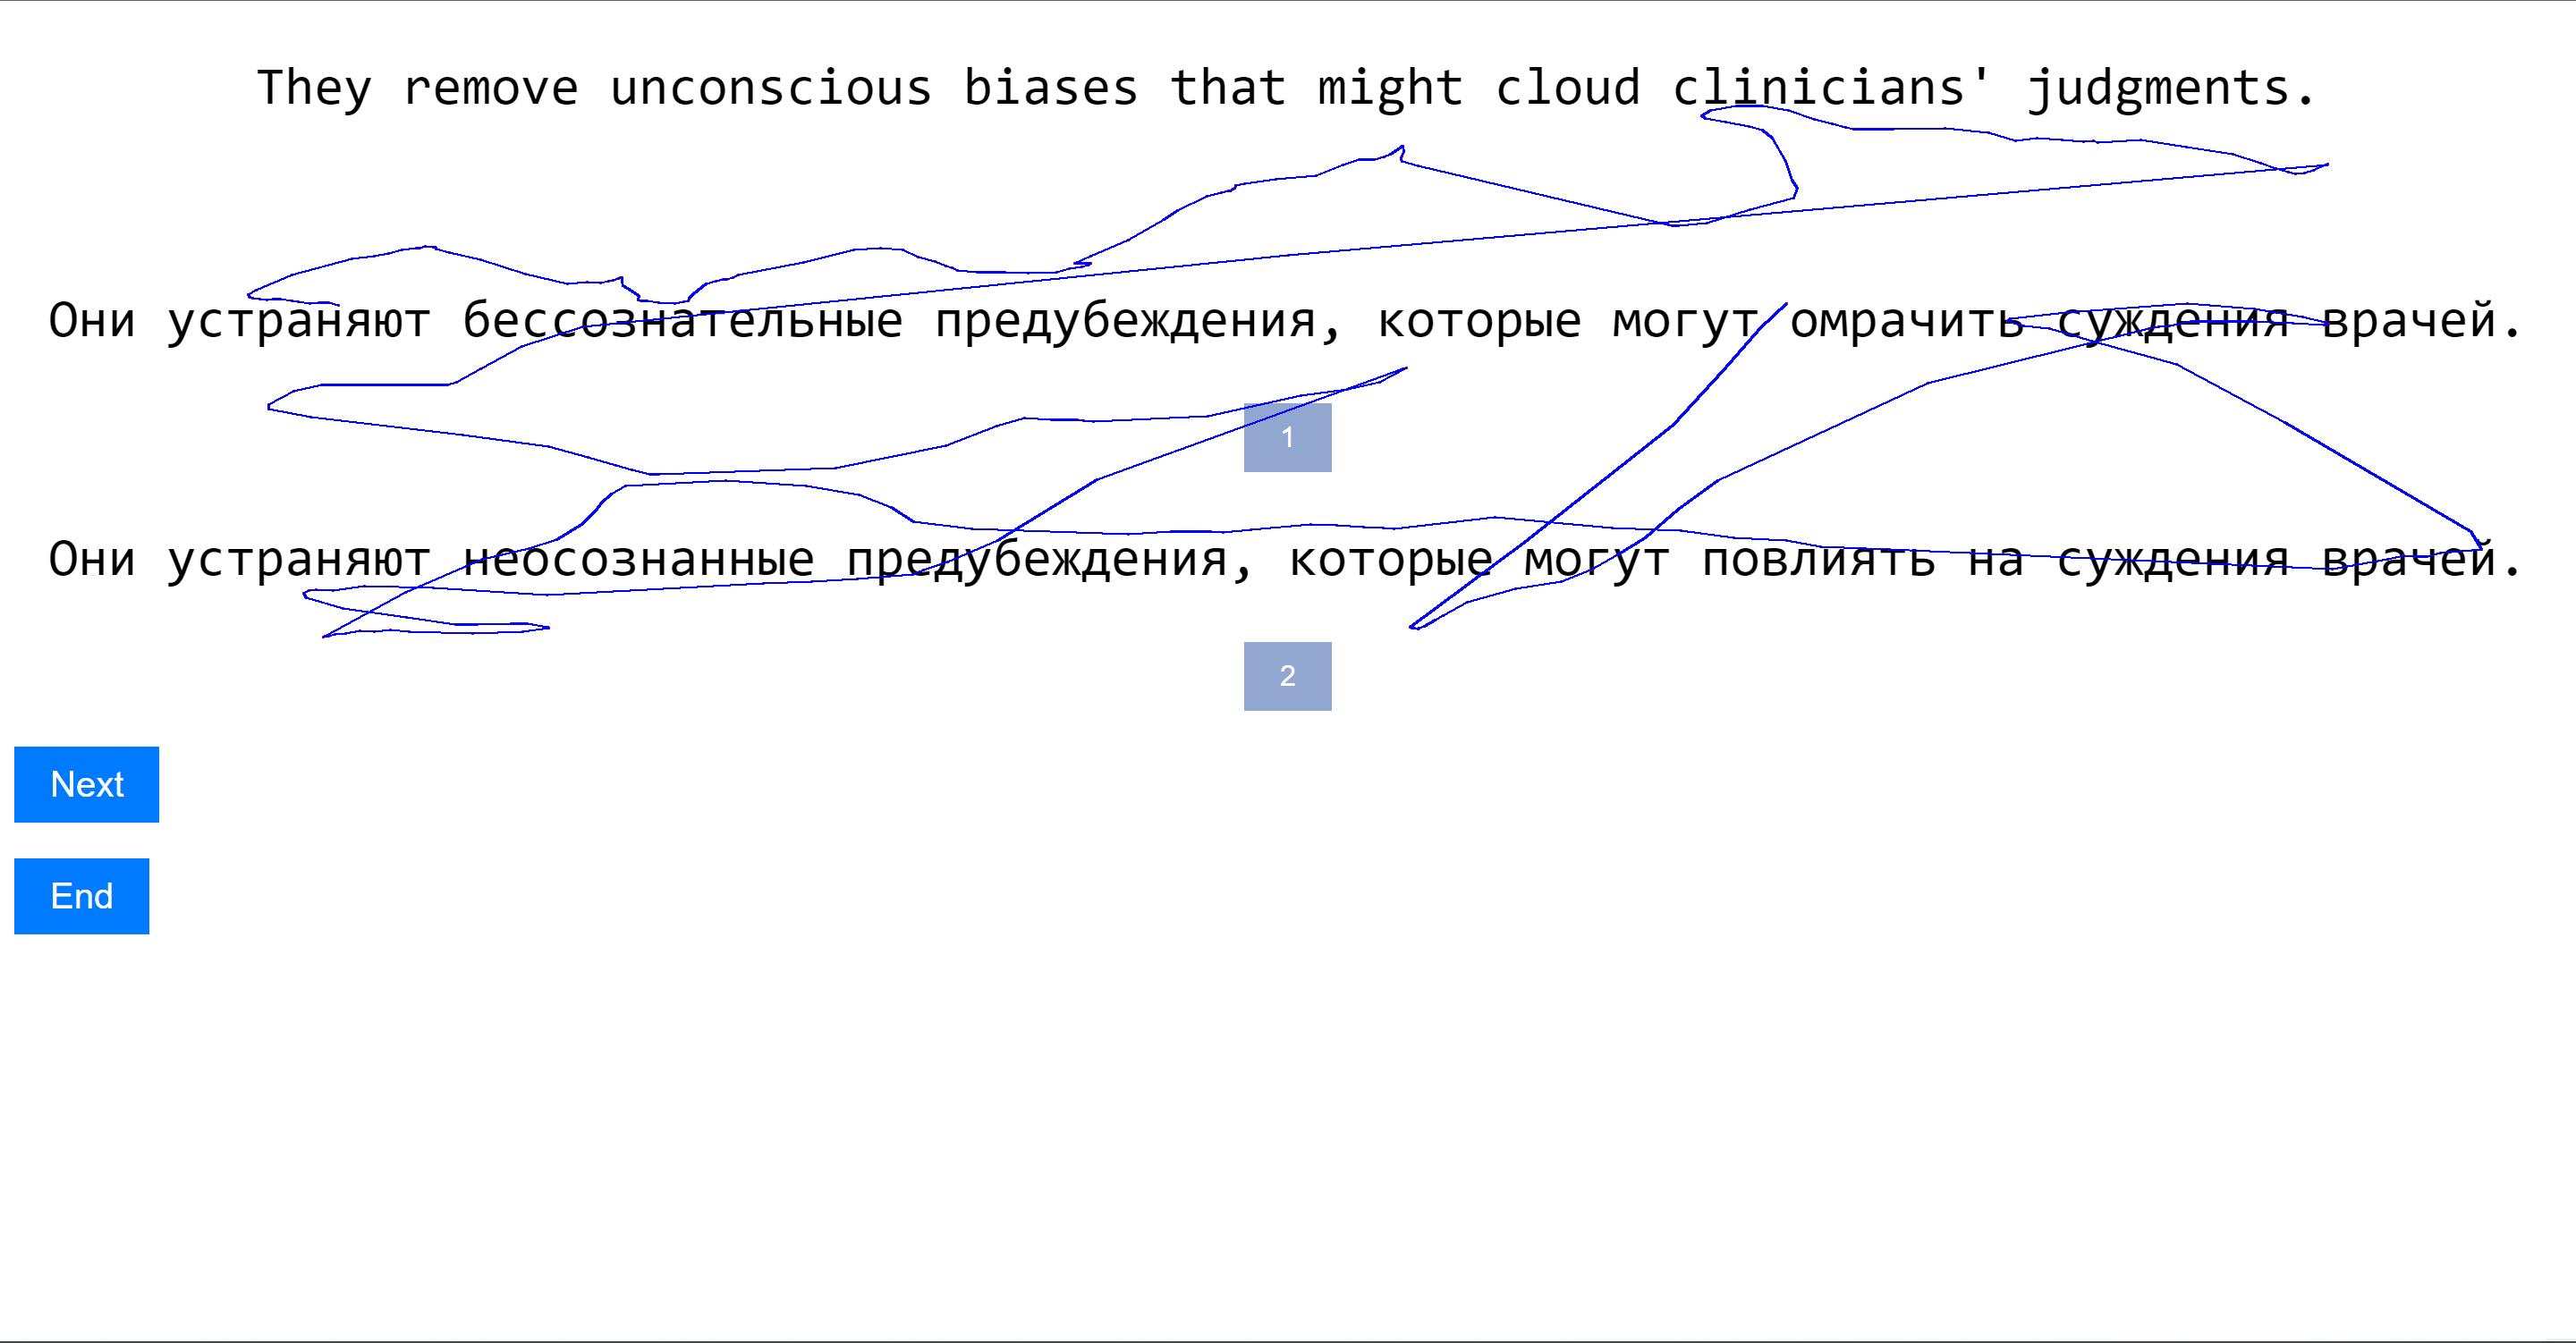 They remove unconscious biases that might cloud clinicians' judgments.
Они устраняют бессознательные предубеждения, которые могут омрачить суждения врачей.
1
Они устраняют неосознанные предубеждения, которые могут повлиять на суждения врачей.
2
Next
End